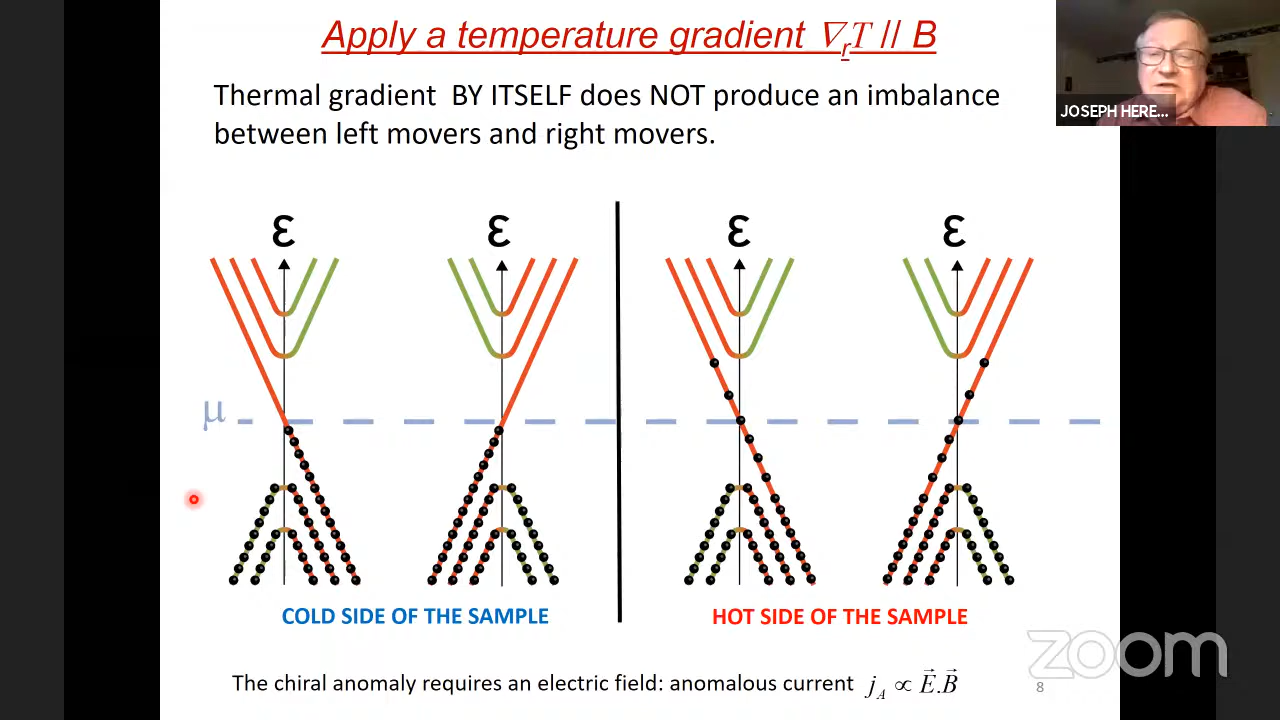 Apply a temperature gradient ∇rT // B
JOSEPH HERE...
Thermal gradient BY ITSELF does NOT produce an imbalance
between left movers and right movers.
ε ε ε ε
μ
COLD SIDE OF THE SAMPLE
HOT SIDE OF THE SAMPLE
zoom
The chiral anomaly requires an electric field: anomalous current j_A ∝ E⃗.B⃗
8